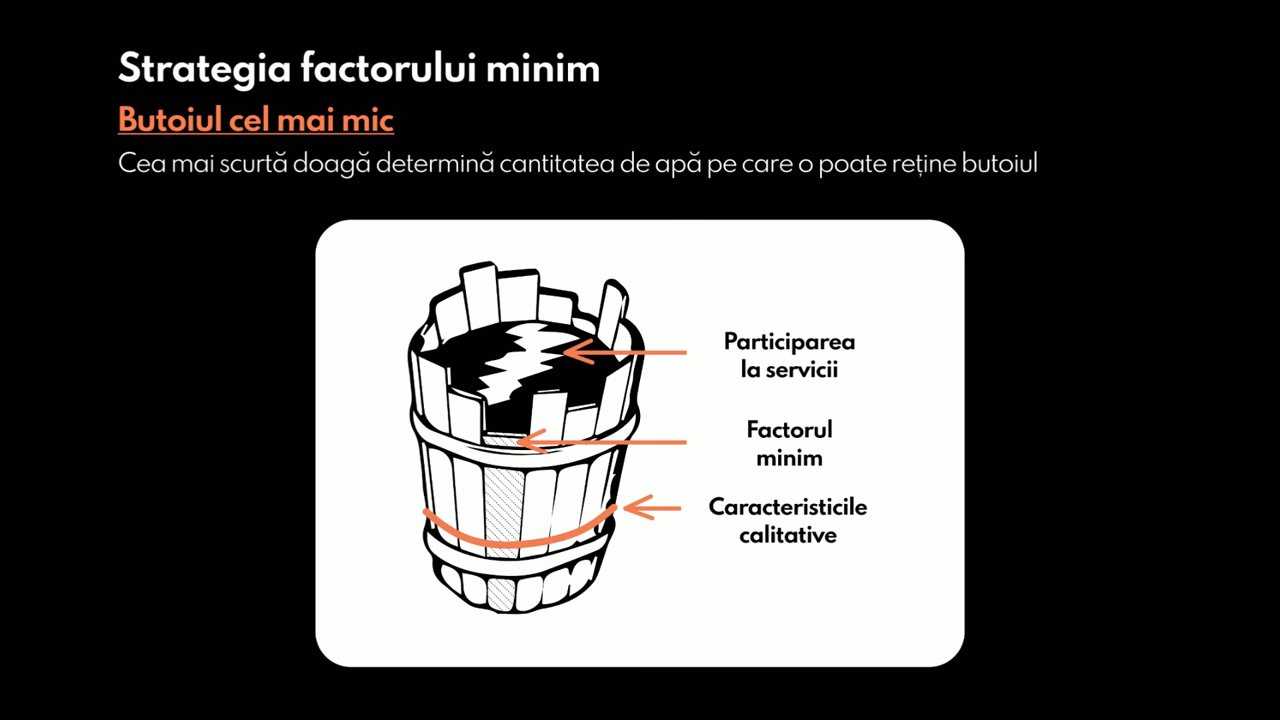 Strategia factorului minim
Butoiul cel mai mic
Cea mai scurtă doagă determină cantitatea de apă pe care o poate reține butoiul
Participarea
la servicii
Factorul
minim
Caracteristicile
calitative